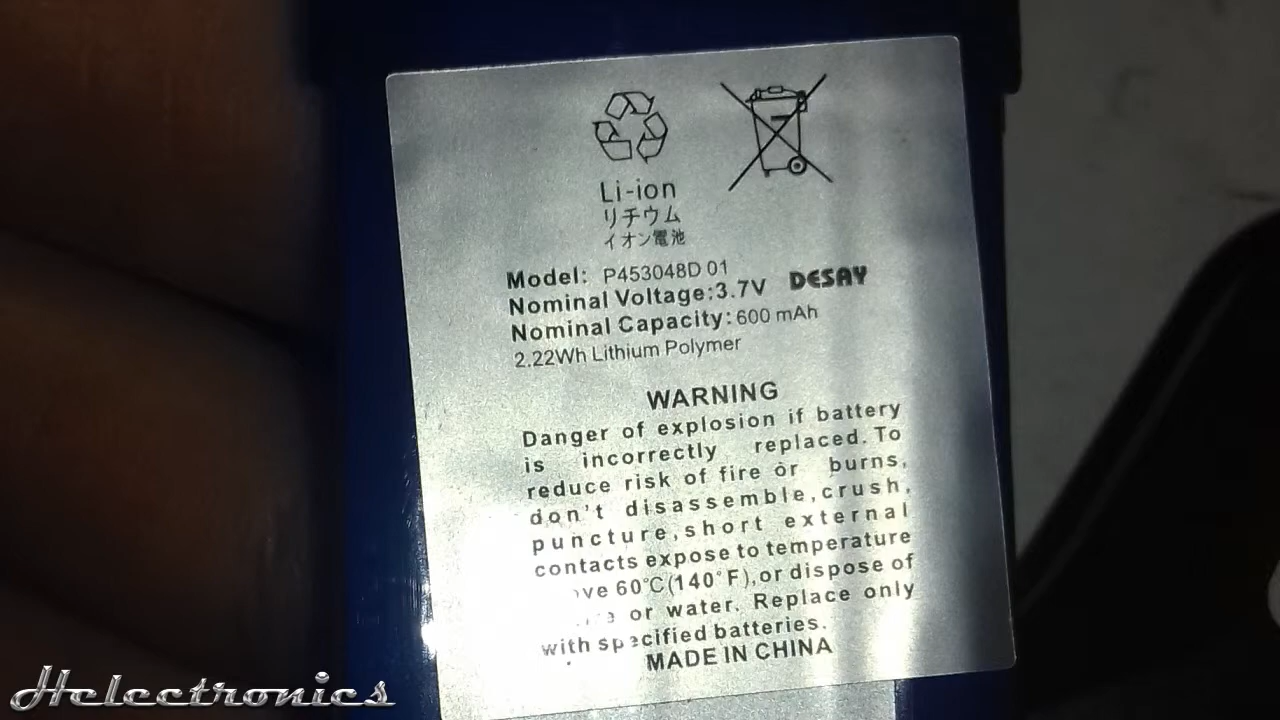 Li-ion
リチウム
イオン電池
Model: P453048D 01
Nominal Voltage:3.7V DESAY
Nominal Capacity: 600 mAh
2.22Wh Lithium Polymer
WARNING
Danger of explosion if battery
is incorrectly replaced. To
reduce risk of fire or burns,
don't disassemble,crush,
puncture,short external
contacts expose to temperature
60°C(140°F),or dispose of
or water. Replace only
with specified batteries.
MADE IN CHINA
Helectronics